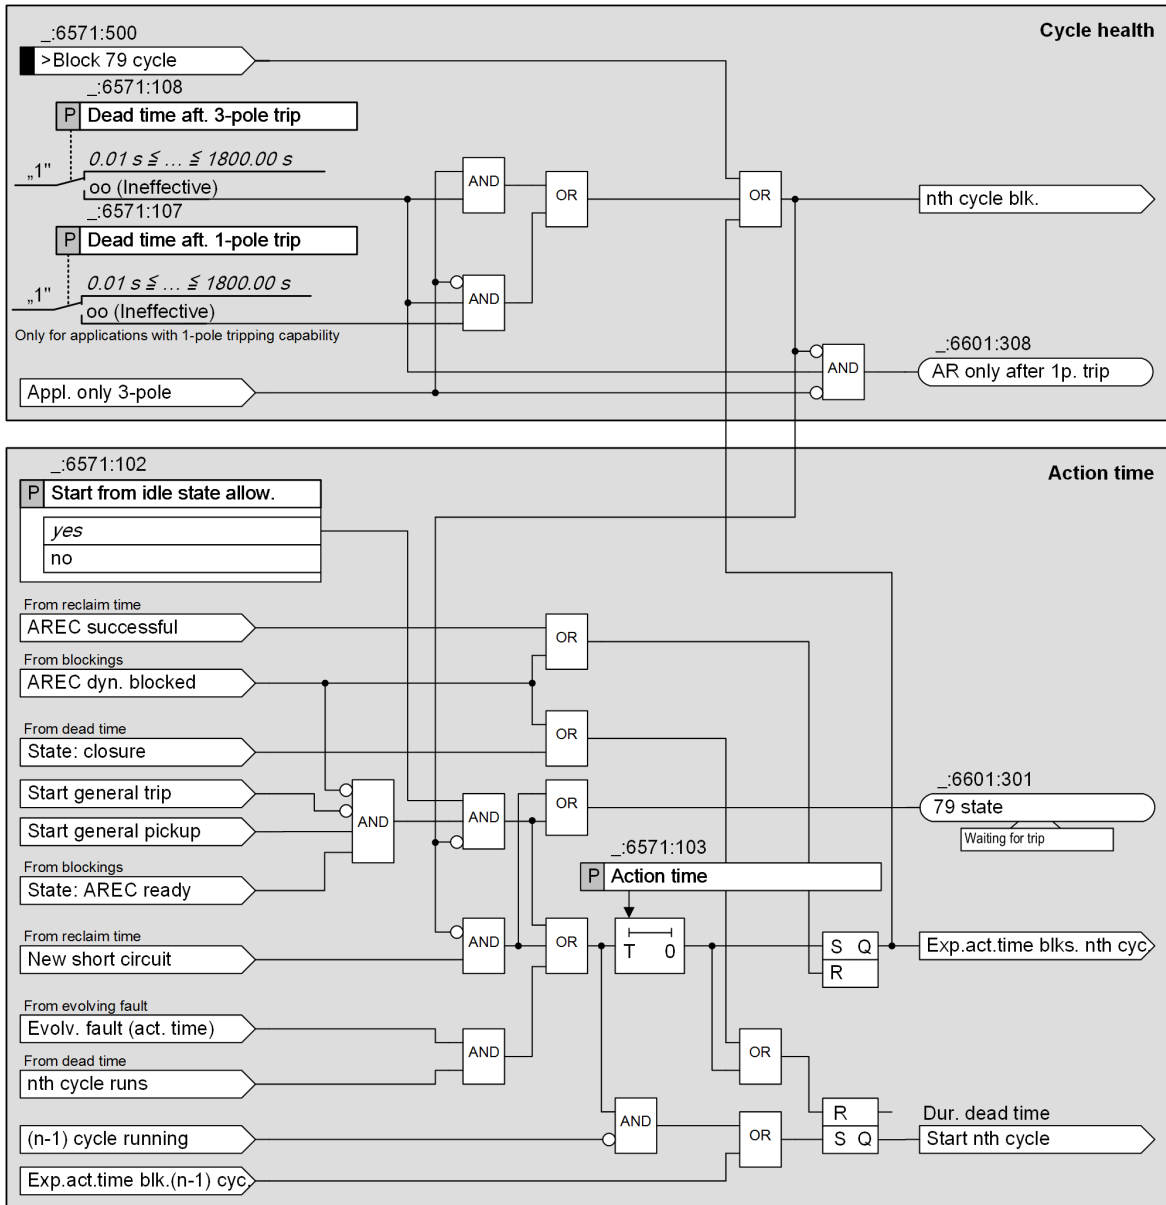 Cycle health
_:6571:500
>Block 79 cycle
_:6571:108
P Dead time aft. 3-pole trip
„1" 0.01 s ≦ ... ≦ 1800.00 s
oo (Ineffective)
AND
OR
OR
nth cycle blk.
_:6571:107
P Dead time aft. 1-pole trip
„1" 0.01 s ≦ ... ≦ 1800.00 s
oo (Ineffective)
AND
Only for applications with 1-pole tripping capability
_:6601:308
AND
AR only after 1p. trip
Appl. only 3-pole
Action time
_:6571:102
P Start from idle state allow.
yes
no
From reclaim time
AREC successful
OR
From blockings
AREC dyn. blocked
From dead time
State: closure
OR
Start general trip
Start general pickup
AND
AND
OR
_:6601:301
79 state
Waiting for trip
From blockings
State: AREC ready
_:6571:103
P Action time
From reclaim time
New short circuit
AND
OR
T 0
S Q
R
Exp.act.time blks. nth cyc
From evolving fault
Evolv. fault (act. time)
AND
OR
From dead time
nth cycle runs
(n-1) cycle running
AND
OR
R
S Q
Dur. dead time
Start nth cycle
Exp.act.time blk.(n-1) cyc.